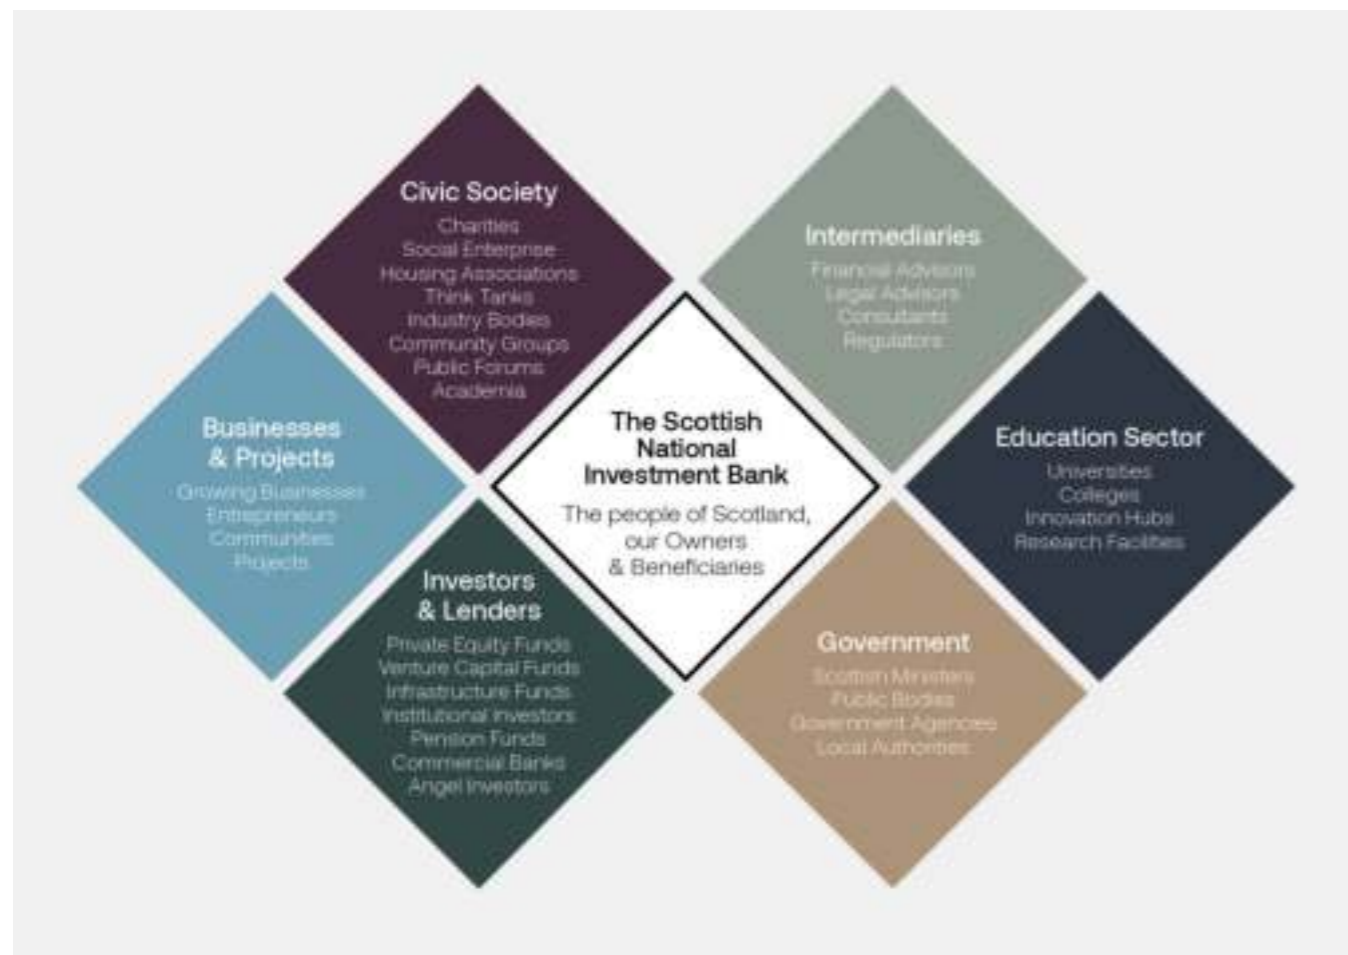 Civic Society
Charities
Social Enterprise
Housing Associations
Think Tanks
Industry Bodies
Community Groups
Public Forums
Academia
Intermediaries
Financial Advisors
Legal Advisors
Consultants
Regulators
Businesses
& Projects
Growing Businesses
Entrepreneurs
Communities
Projects
The Scottish
National
Investment Bank
The people of Scotland,
our Owners
& Beneficiaries
Education Sector
Universities
Colleges
Innovation Hubs
Research Facilities
Investors
& Lenders
Private Equity Funds
Venture Capital Funds
Infrastructure Funds
Institutional Investors
Pension Funds
Commercial Banks
Angel Investors
Government
Scottish Ministers
Public Bodies
Government Agencies
Local Authorities